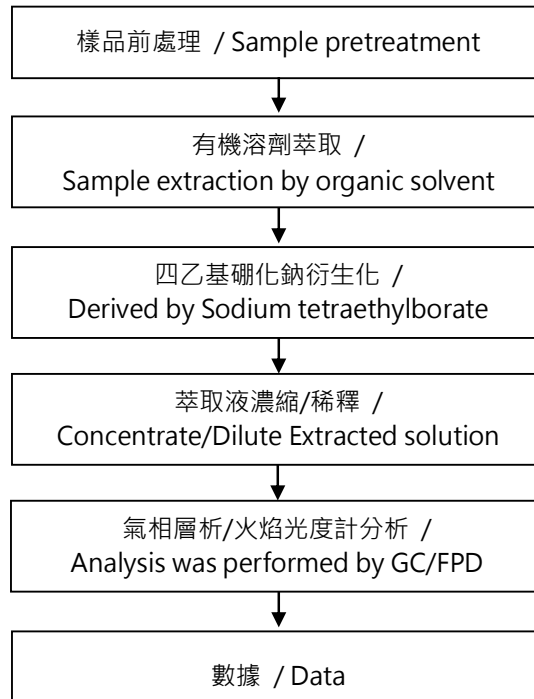 樣品前處理 / Sample pretreatment
有機溶劑萃取 /
Sample extraction by organic solvent
四乙基硼化鈉衍生化 /
Derived by Sodium tetraethylborate
萃取液濃縮/稀釋 /
Concentrate/Dilute Extracted solution
氣相層析/火焰光度計分析 /
Analysis was performed by GC/FPD
數據 / Data